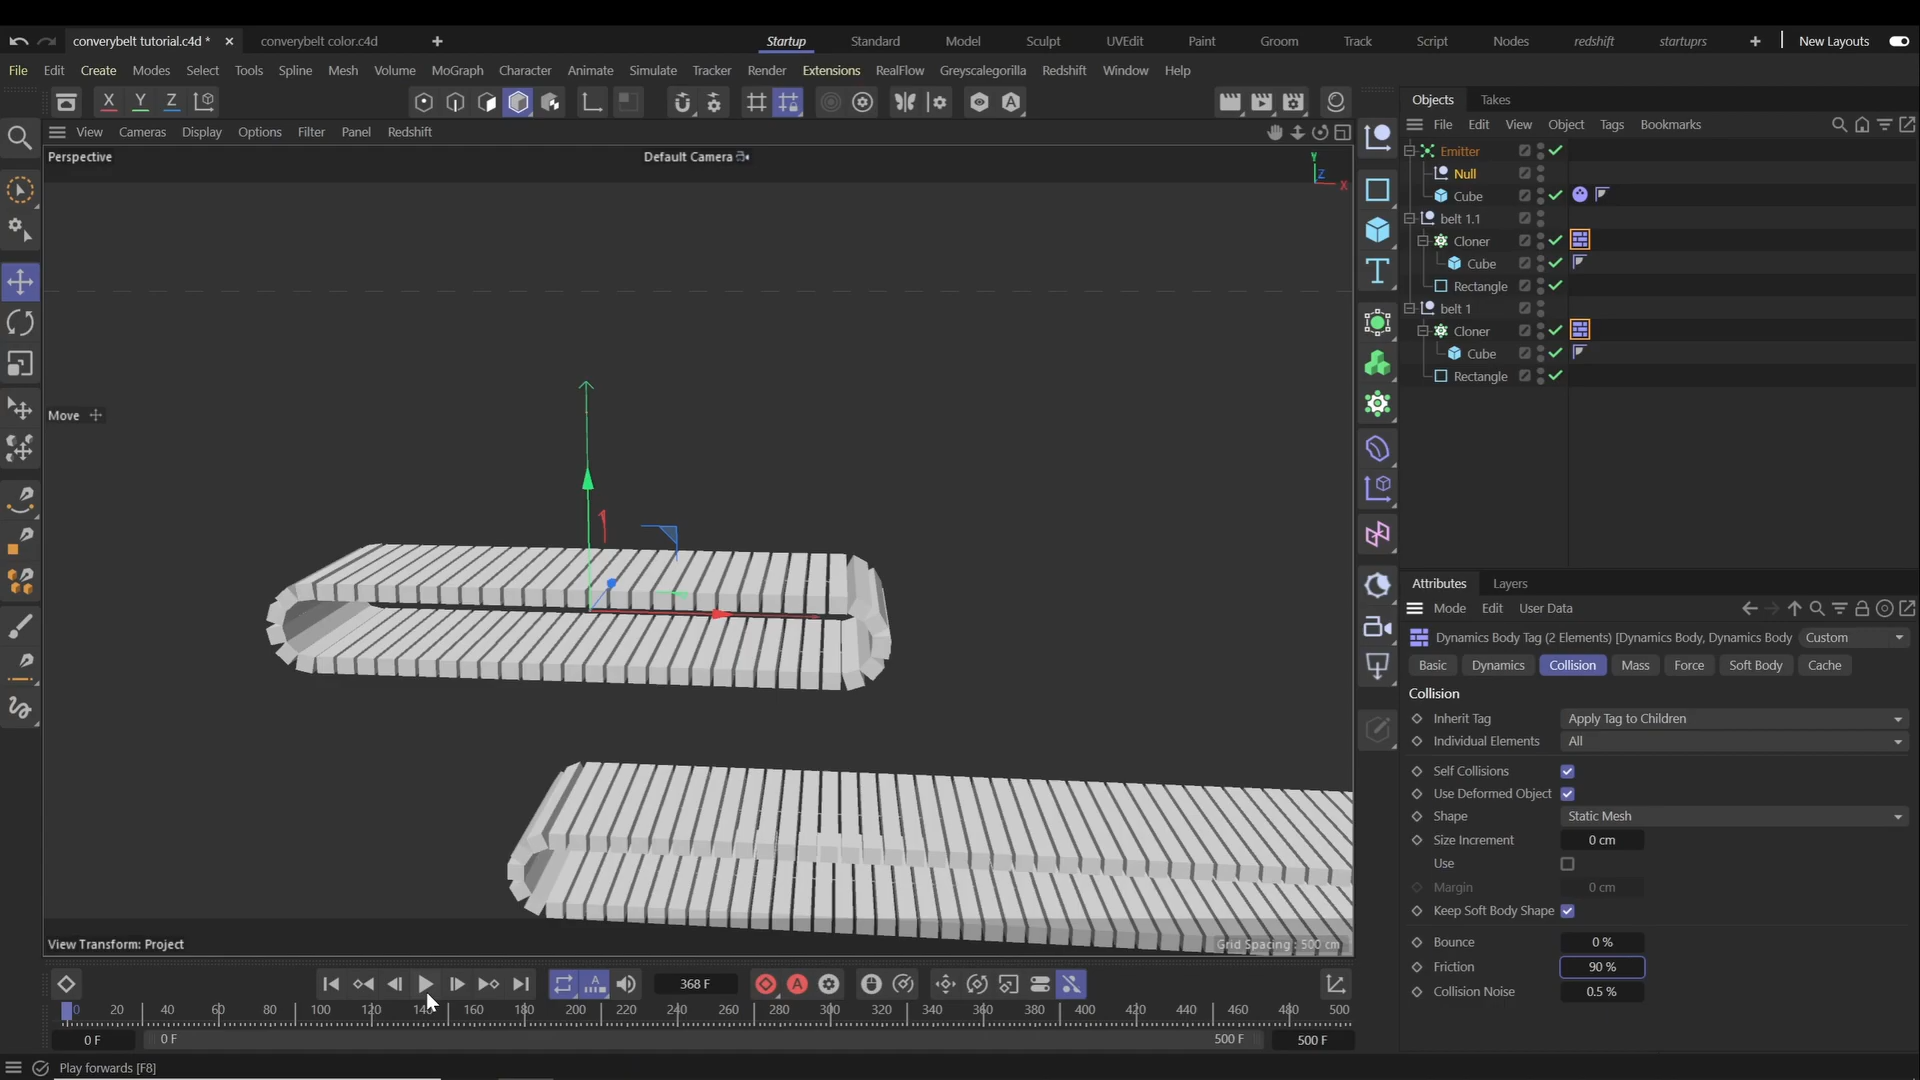 converybelt tutorial.c4d *
converybelt color.c4d
Startup Standard Model Sculpt UVEdit Paint Groom Track Script Nodes redshift startuprs New Layouts
File Edit Create Modes Select Tools Spline Mesh Volume MoGraph Character Animate Simulate Tracker Render Extensions RealFlow Greyscalegorilla Redshift Window Help
X Y Z
View Cameras Display Options Filter Panel Redshift
Perspective
Default Camera
Y
Z
X
Move
View Transform: Project
Grid Spacing : 500 cm
368 F
0 20 40 60 80 100 120 140 160 180 200 220 240 260 280 300 320 340 360 380 400 420 440 460 480 500
0 F 0 F 500 F 500 F
Play forwards [F8]
Objects Takes
File Edit View Object Tags Bookmarks
Emitter
Null
Cube
belt 1.1
Cloner
Cube
Rectangle
belt 1
Cloner
Cube
Rectangle
Attributes Layers
Mode Edit User Data
Dynamics Body Tag (2 Elements) [Dynamics Body, Dynamics Body Custom
Basic Dynamics Collision Mass Force Soft Body Cache
Collision
Inherit Tag Apply Tag to Children
Individual Elements All
Self Collisions
Use Deformed Object
Shape Static Mesh
Size Increment 0 cm
Use
Margin 0 cm
Keep Soft Body Shape
Bounce 0 %
Friction 90 %
Collision Noise 0.5 %